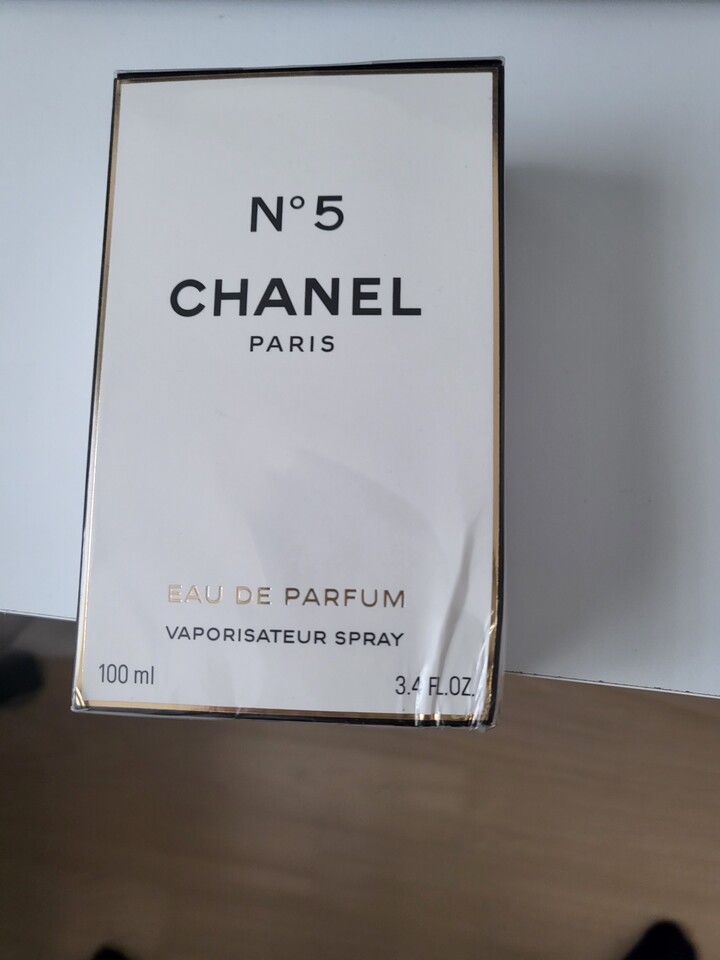 N°5
CHANEL
PARIS
EAU DE PARFUM
VAPORISATEUR SPRAY
100 ml
3.4 FL.OZ.